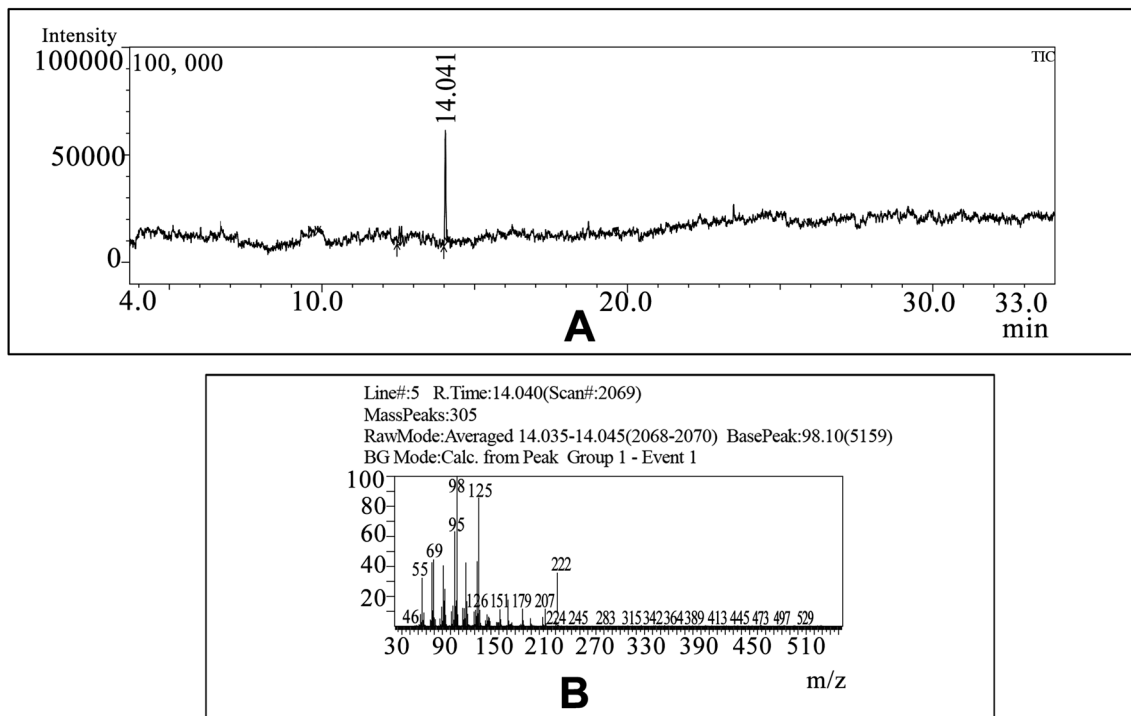 Intensity
100000 100, 000
TIC
14.041
50000
0
4.0 10.0 20.0 30.0 33.0
min
A
Line#:5 R.Time:14.040(Scan#:2069)
MassPeaks:305
RawMode:Averaged 14.035-14.045(2068-2070) BasePeak:98.10(5159)
BG Mode:Calc. from Peak Group 1 - Event 1
100
98 125
80
60
95
69
40
55 222
20
46 126 151 179 207 224 245 283 315 342 364 389 413 445 473 497 529
30 90 150 210 270 330 390 450 510
m/z
B